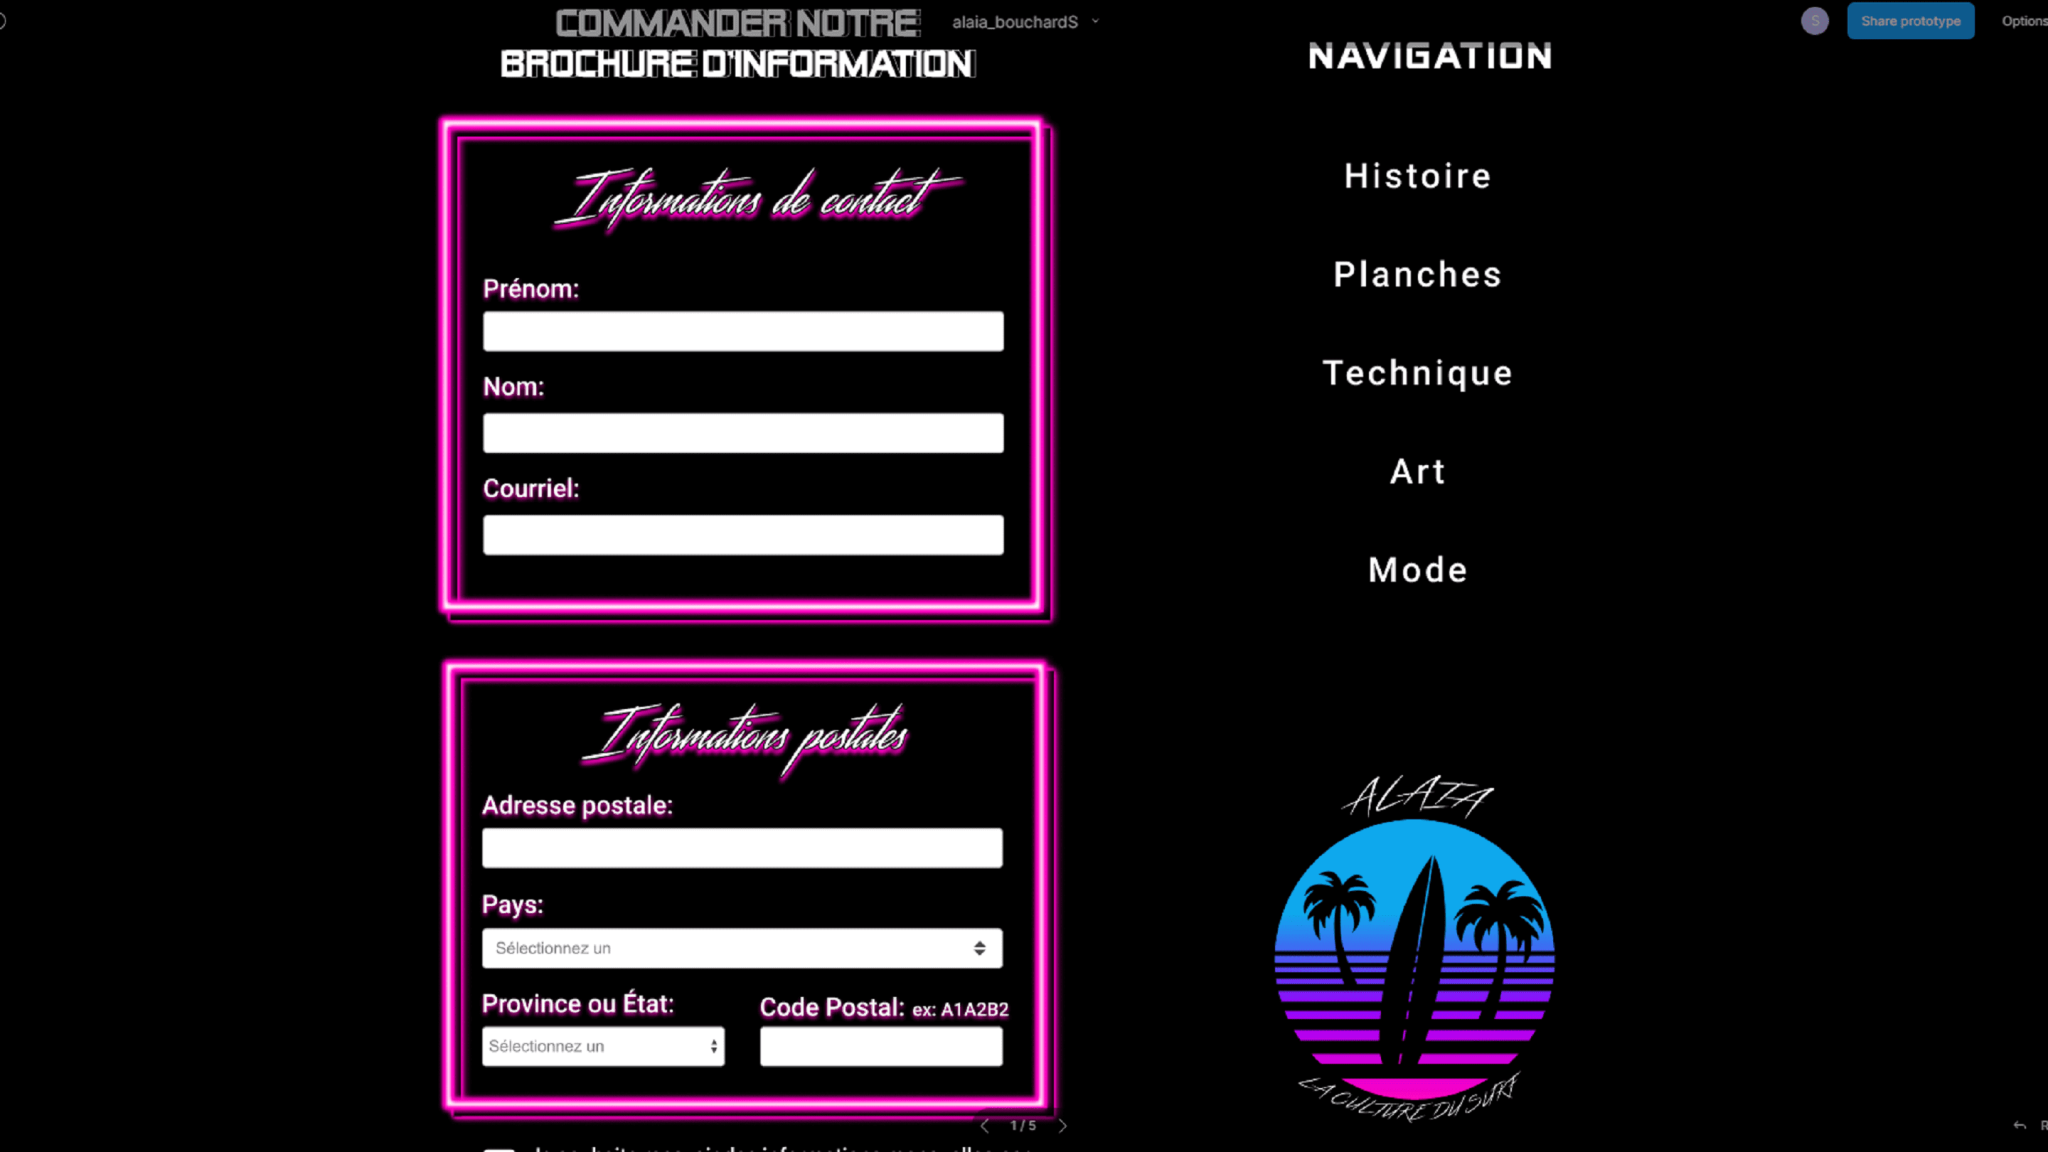 COMMANDER NOTRE
BROCHURE D'INFORMATION
alaia_bouchardS
S
Share prototype
Options
NAVIGATION
Informations de contact
Prénom:
Nom:
Courriel:
Histoire
Planches
Technique
Art
Mode
Informations postales
Adresse postale:
Pays:
Sélectionnez un
Province ou État:
Code Postal: ex: A1A2B2
Sélectionnez un
ALAIA
LA CULTURE DU SURF
1 / 5
R